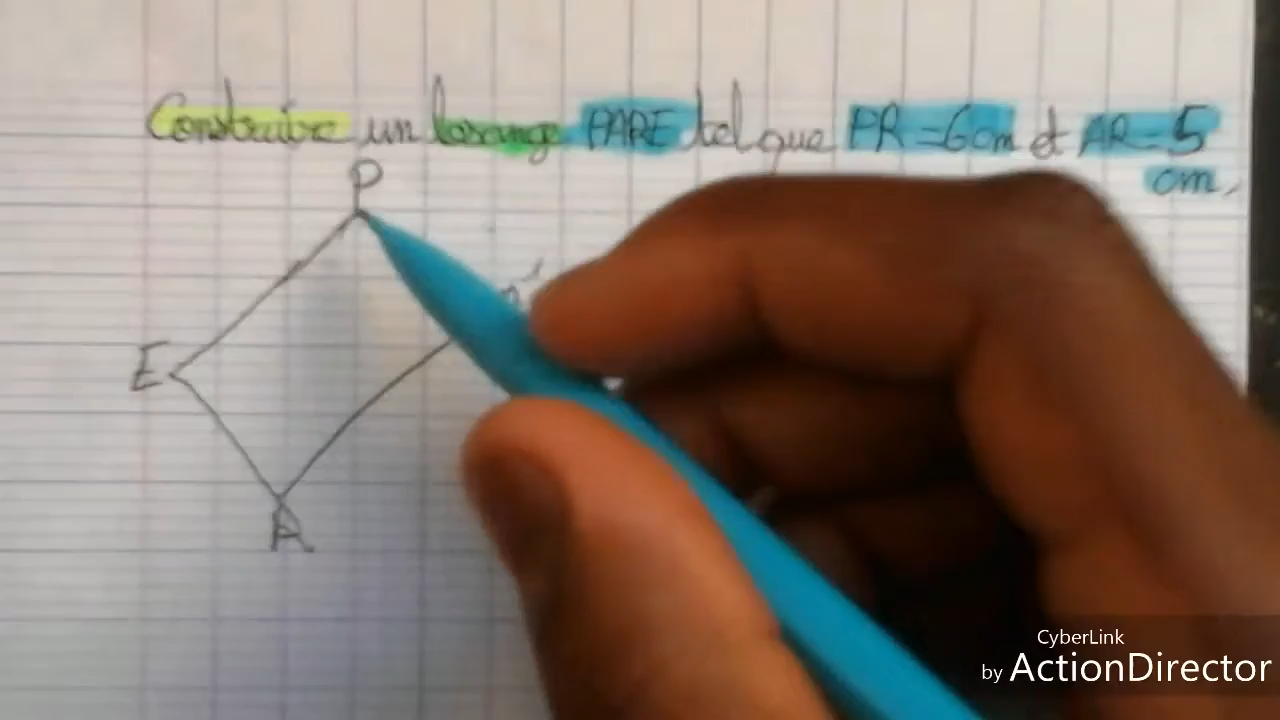 Construire un losange PARE tel que PR=6cm et AR=5
cm.
P
E
A
CyberLink
by ActionDirector